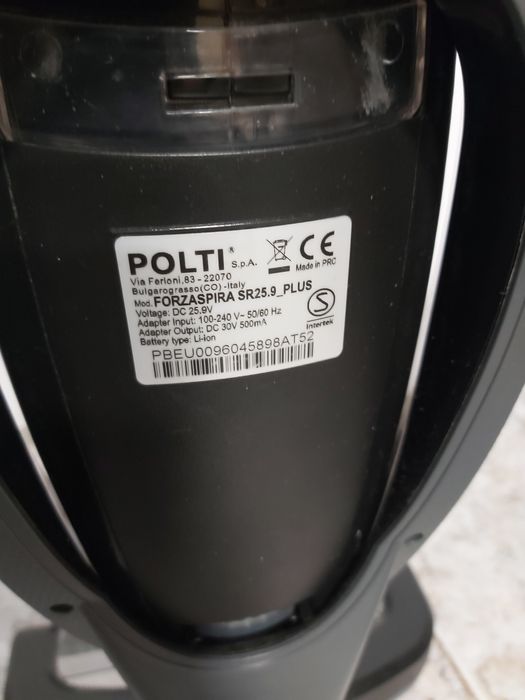 POLTI® S.p.A.
CE
Made in PRC
Via Ferloni,83 - 22070
Bulgarograsso(CO) -Italy
Mod. FORZASPIRA SR25.9_PLUS
Voltage: DC 25.9V
Adapter Input: 100-240 V~ 50/60 Hz
Adapter Output: DC 30V 500mA
Battery type: Li-ion
S
Intertek
PBEU0096045898AT52